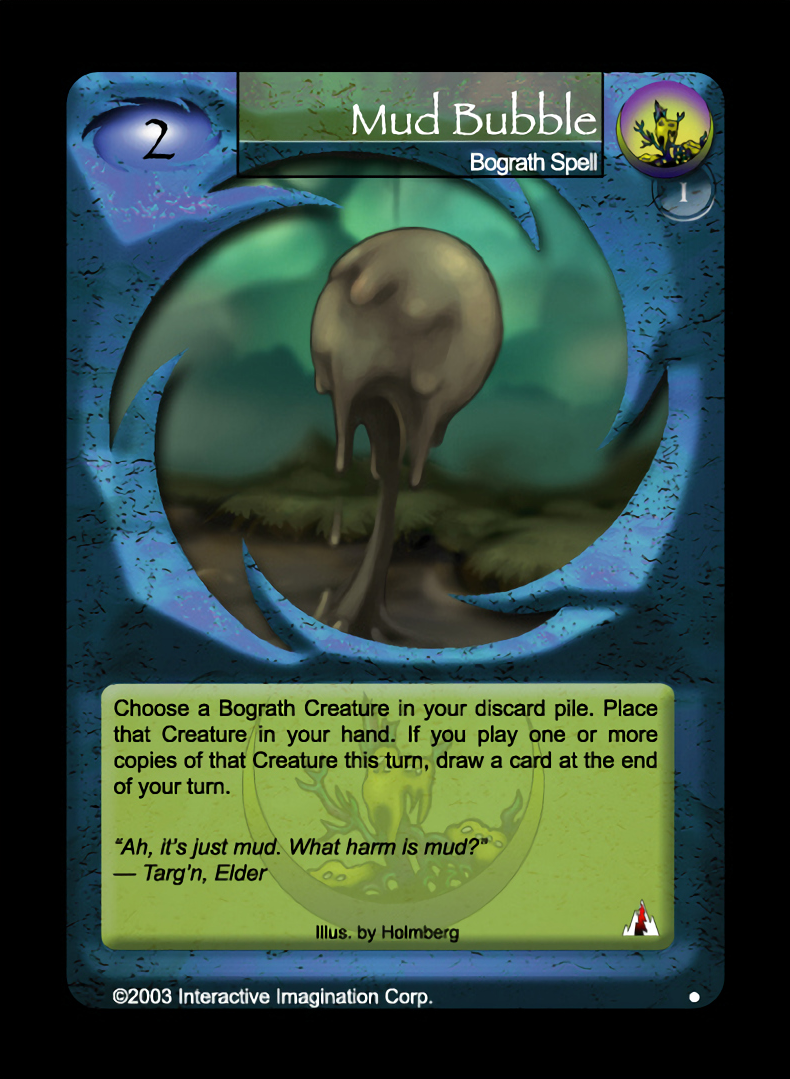 2
Mud Bubble
Bograth Spell
I
Choose a Bograth Creature in your discard pile. Place
that Creature in your hand. If you play one or more
copies of that Creature this turn, draw a card at the end
of your turn.
“Ah, it's just mud. What harm is mud?”
— Targ'n, Elder
Illus. by Holmberg
©2003 Interactive Imagination Corp.